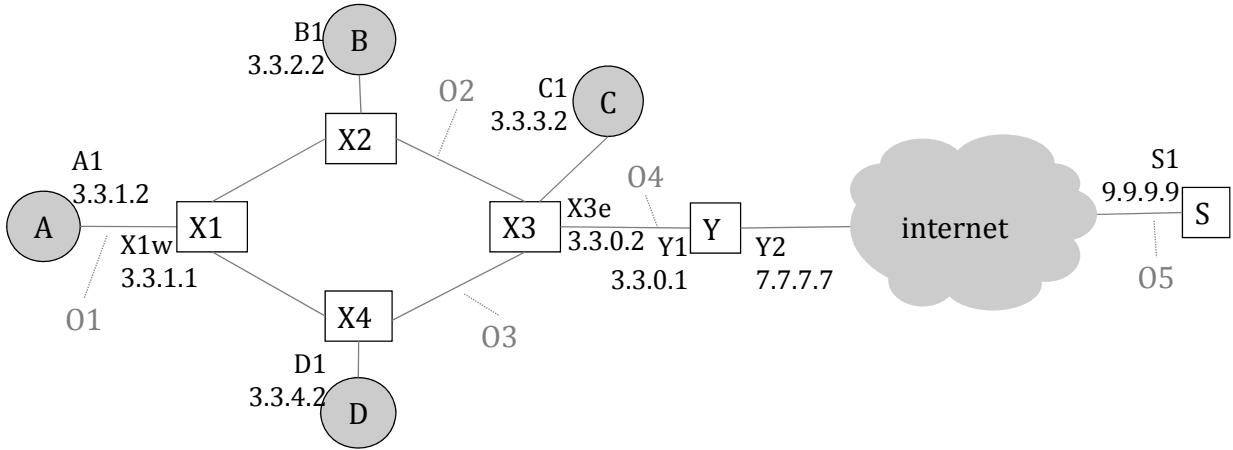 B1
3.3.2.2
B
O2
C1
3.3.3.2
C
X2
A1
3.3.1.2
A
X1
X1w
3.3.1.1
O1
X3
X3e
3.3.0.2
O4
Y1
3.3.0.1
Y
Y2
7.7.7.7
internet
S1
9.9.9.9
S
O5
X4
O3
D1
3.3.4.2
D